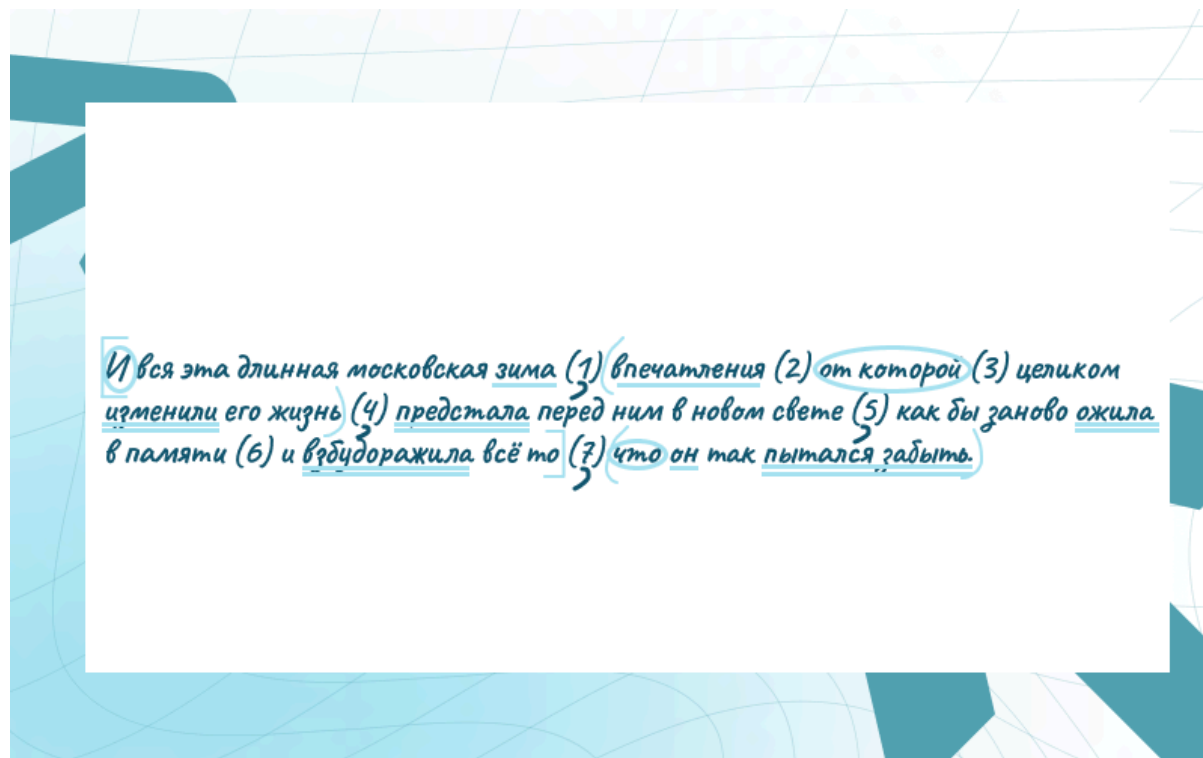 И вся эта длинная московская зима (1) впечатления (2) от которой (3) целиком
изменили его жизнь (4) предстала перед ним в новом свете (5) как бы заново ожила
в памяти (6) и взбудоражила всё то (7) что он так пытался забыть.